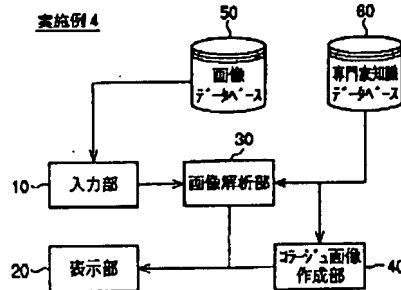 実施例4
50
画像
データベース
60
専門家知識
データベース
30
10
入力部
画像解析部
20
表示部
コラージュ画像
作成部
40